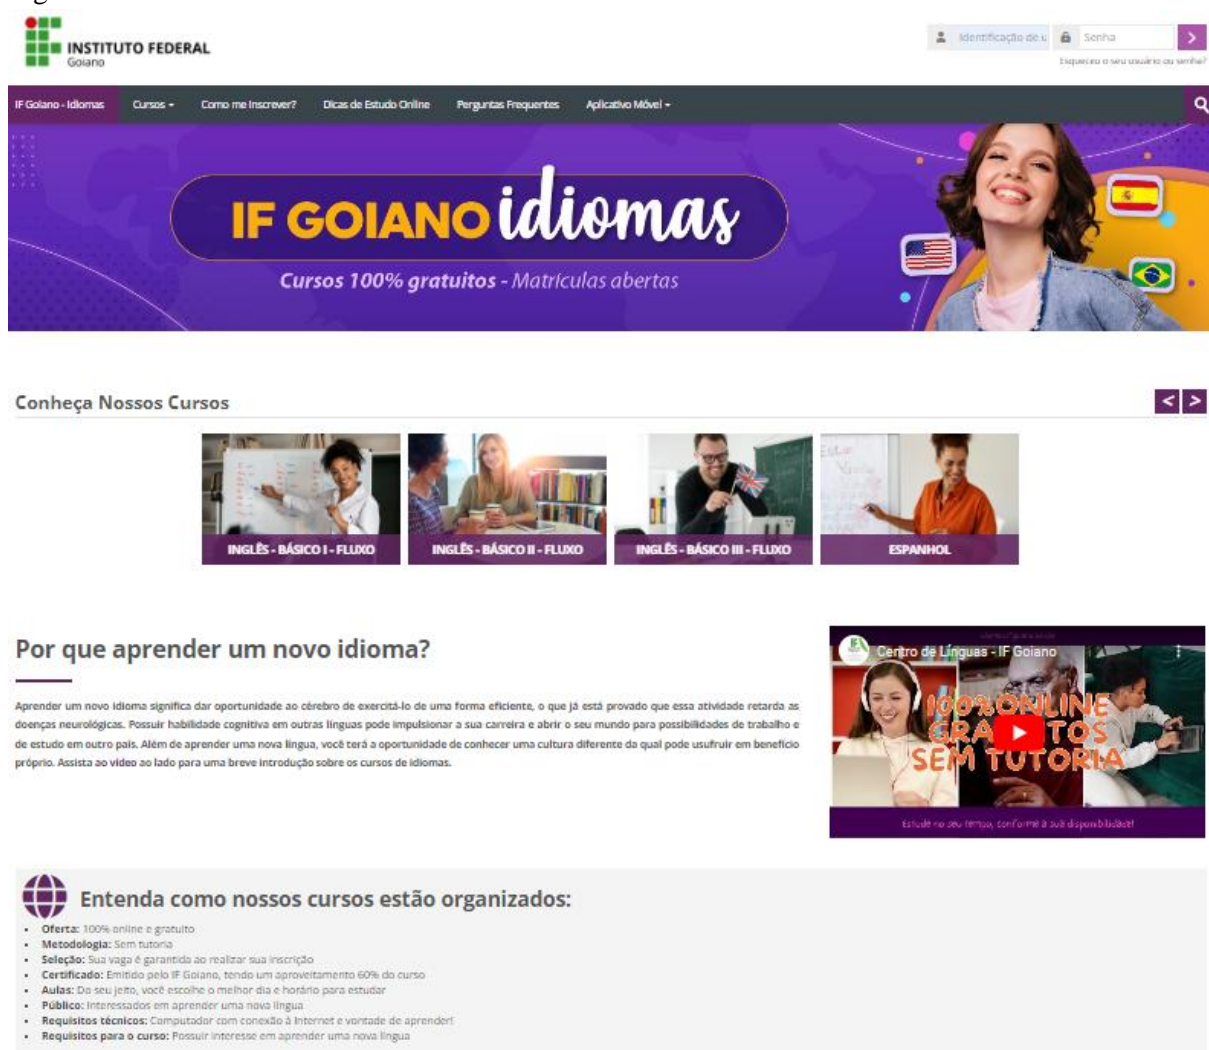 INSTITUTO FEDERAL
Goiano
Identificação de u
Senha
Esqueceu o seu usuário ou senha?
IF Goiano - Idiomas
Cursos
Como me Inscrever?
Dicas de Estudo Online
Perguntas Frequentes
Aplicativo Móvel
IF GOIANO idiomas
Cursos 100% gratuitos - Matrículas abertas
Conheça Nossos Cursos
< >
INGLÊS - BÁSICO I - FLUXO
INGLÊS - BÁSICO II - FLUXO
INGLÊS - BÁSICO III - FLUXO
ESPANHOL
Por que aprender um novo idioma?
Aprender um novo idioma significa dar oportunidade ao cérebro de exercitá-lo de uma forma eficiente, o que já está provado que essa atividade retarda as
doenças neurológicas. Possuir habilidade cognitiva em outras línguas pode impulsionar a sua carreira e abrir o seu mundo para possibilidades de trabalho e
de estudo em outro país. Além de aprender uma nova língua, você terá a oportunidade de conhecer uma cultura diferente da qual pode usufruir em benefício
próprio. Assista ao vídeo ao lado para uma breve introdução sobre os cursos de idiomas.
Centro de Línguas - IF Goiano
100% ONLINE
SEM TUTORIA
Estude no seu tempo, conforme a sua disponibilidade!
Entenda como nossos cursos estão organizados:
• Oferta: 100% online e gratuito
• Metodologia: Sem tutoria
• Seleção: Sua vaga é garantida ao realizar sua inscrição
• Certificado: Emitido pelo IF Goiano, tendo um aproveitamento 60% do curso
• Aulas: Do seu jeito, você escolhe o melhor dia e horário para estudar
• Público: Interessados em aprender uma nova língua
• Requisitos técnicos: Computador com conexão à Internet e vontade de aprender!
• Requisitos para o curso: Possuir interesse em aprender uma nova língua